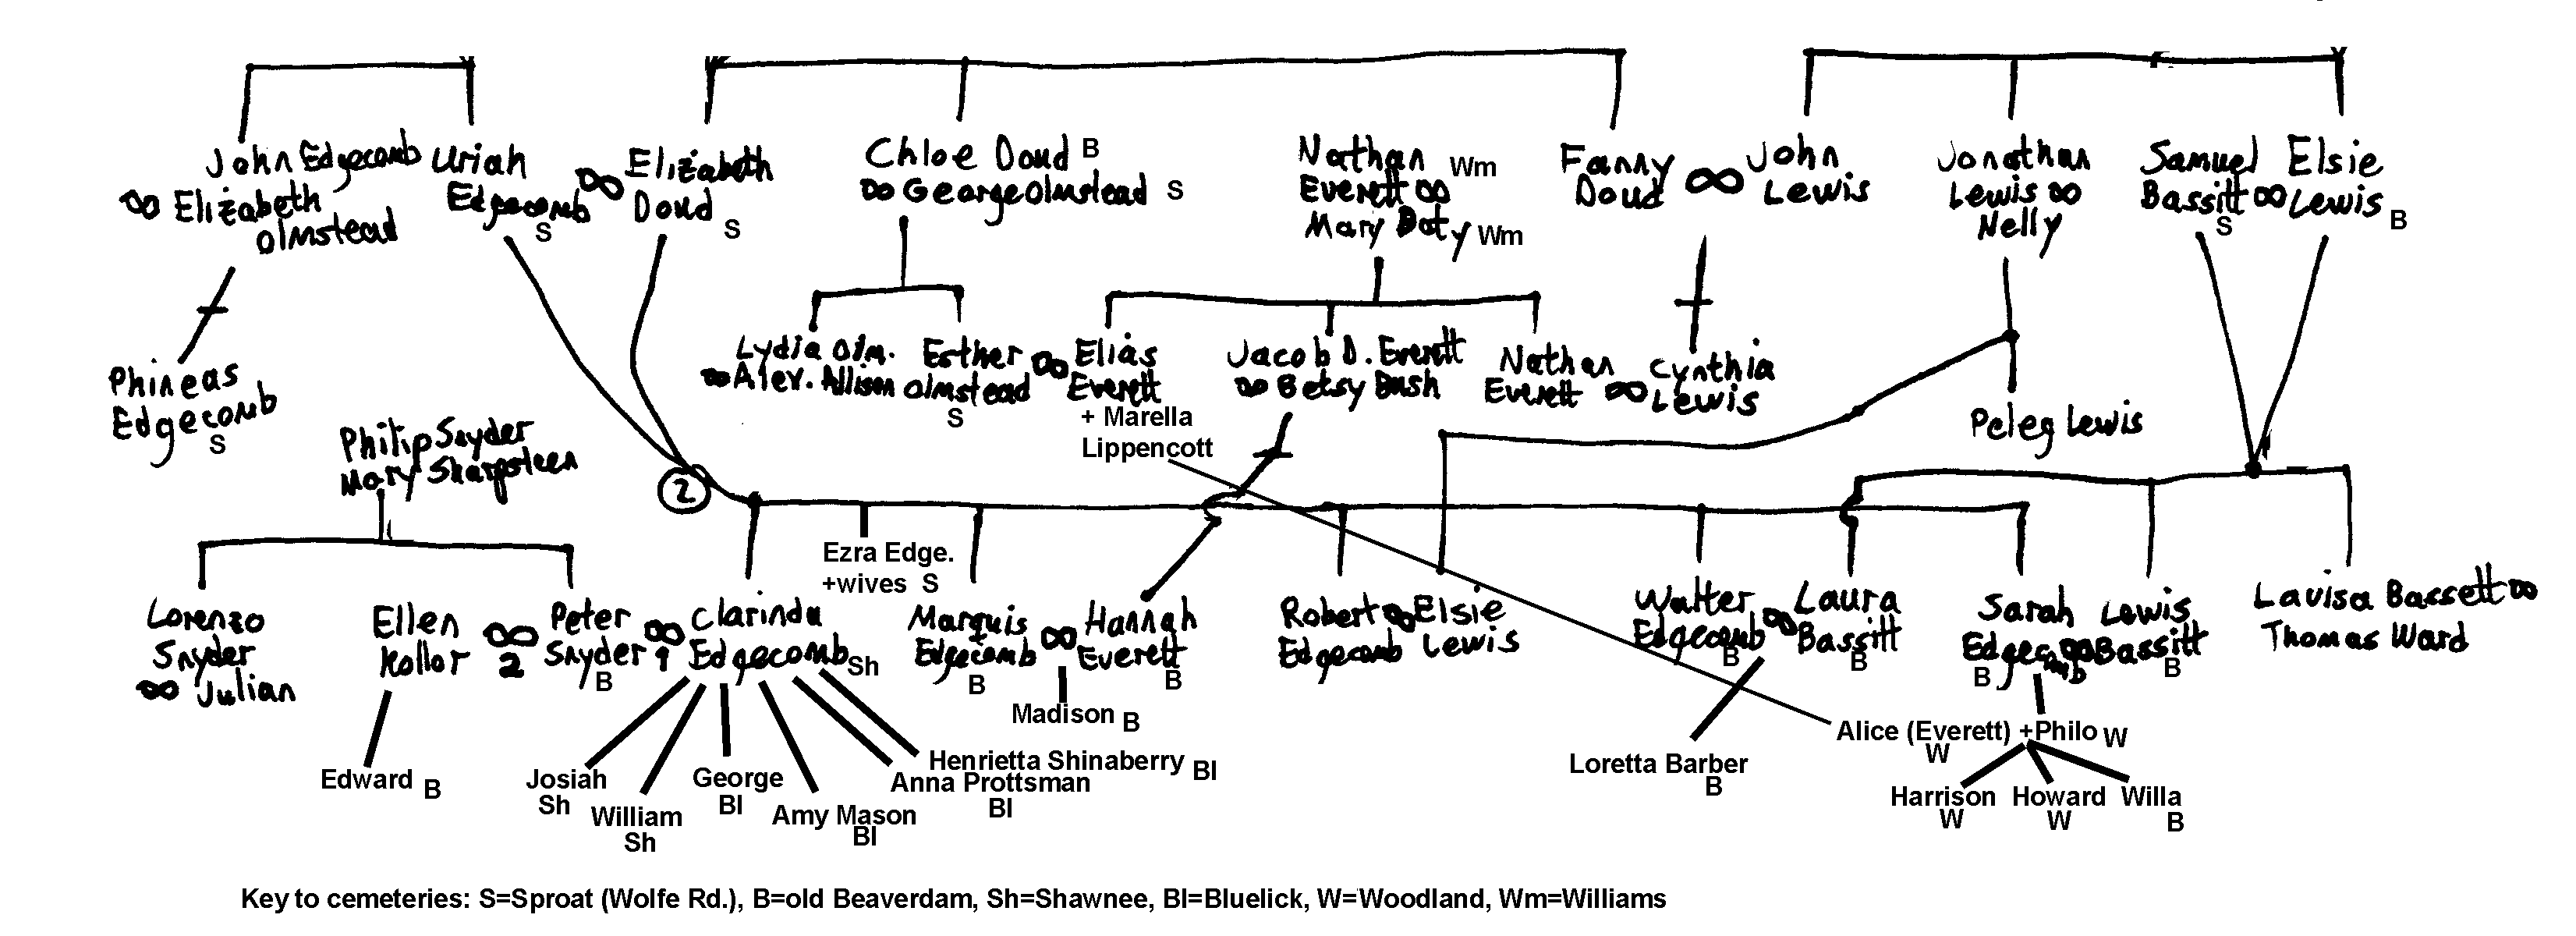 John Edgecomb
∞ Elizabeth
Olmstead
Uriah
Edgecomb
S
∞
Elizabeth
Doud
S
Chloe Doud B
∞ George Olmstead S
Nathan Wm
Everett ∞
Mary Doty Wm
Fanny
Doud
∞
John
Lewis
Jonathan
Lewis ∞
Nelly
Samuel
Bassitt ∞
S
Elsie
Lewis B
Phineas
Edgecomb
S
Lydia Olm.
∞ Alex. Allison
Esther
Olmstead
S
∞
Elias
Everett
+ Marella
Lippencott
Jacob D. Everett
∞ Betsy Bush
Nathan
Everett
∞
Cynthia
Lewis
Peleg Lewis
Philip Snyder
Mary Sharpsteen
2
Lorenzo
Snyder
∞ Julian
Ellen
Kollor
∞
2
Peter
Snyder
B
∞
1
Clarinda
Edgecomb Sh
Ezra Edge.
+wives S
Marquis
Edgecomb
B
∞
Hannah
Everett
B
Robert
Edgecomb
∞
Elsie
Lewis
Walter
Edgecomb
B
∞
Laura
Bassitt
B
Sarah
Edgecomb
B
∞
Lewis
Bassitt
B
Lavisa Bassett ∞
Thomas Ward
Madison B
Edward B
Josiah
Sh
William
Sh
George
Bl
Amy Mason
Bl
Anna Prottsman
Bl
Henrietta Shinaberry Bl
Loretta Barber
B
Alice (Everett) +Philo W
W
Harrison
W
Howard
W
Willa
B
Key to cemeteries: S=Sproat (Wolfe Rd.), B=old Beaverdam, Sh=Shawnee, Bl=Bluelick, W=Woodland, Wm=Williams